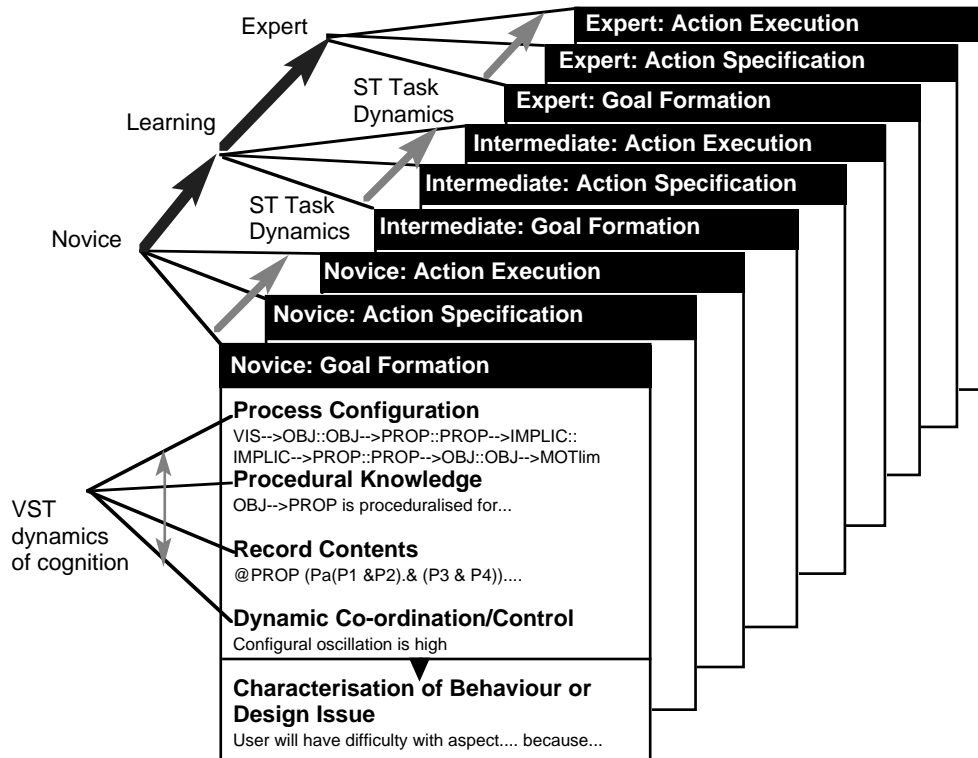 Expert
Expert: Action Execution
Expert: Action Specification
ST Task
Dynamics
Expert: Goal Formation
Learning
Intermediate: Action Execution
Intermediate: Action Specification
ST Task
Dynamics
Intermediate: Goal Formation
Novice
Novice: Action Execution
Novice: Action Specification
Novice: Goal Formation
Process Configuration
VIS-->OBJ::OBJ-->PROP::PROP-->IMPLIC::
IMPLIC-->PROP::PROP-->OBJ::OBJ-->MOTlim
Procedural Knowledge
OBJ-->PROP is proceduralised for...
VST
dynamics
of cognition
Record Contents
@PROP (Pa(P1 &P2).& (P3 & P4))....
Dynamic Co-ordination/Control
Configural oscillation is high
Characterisation of Behaviour or
Design Issue
User will have difficulty with aspect.... because...